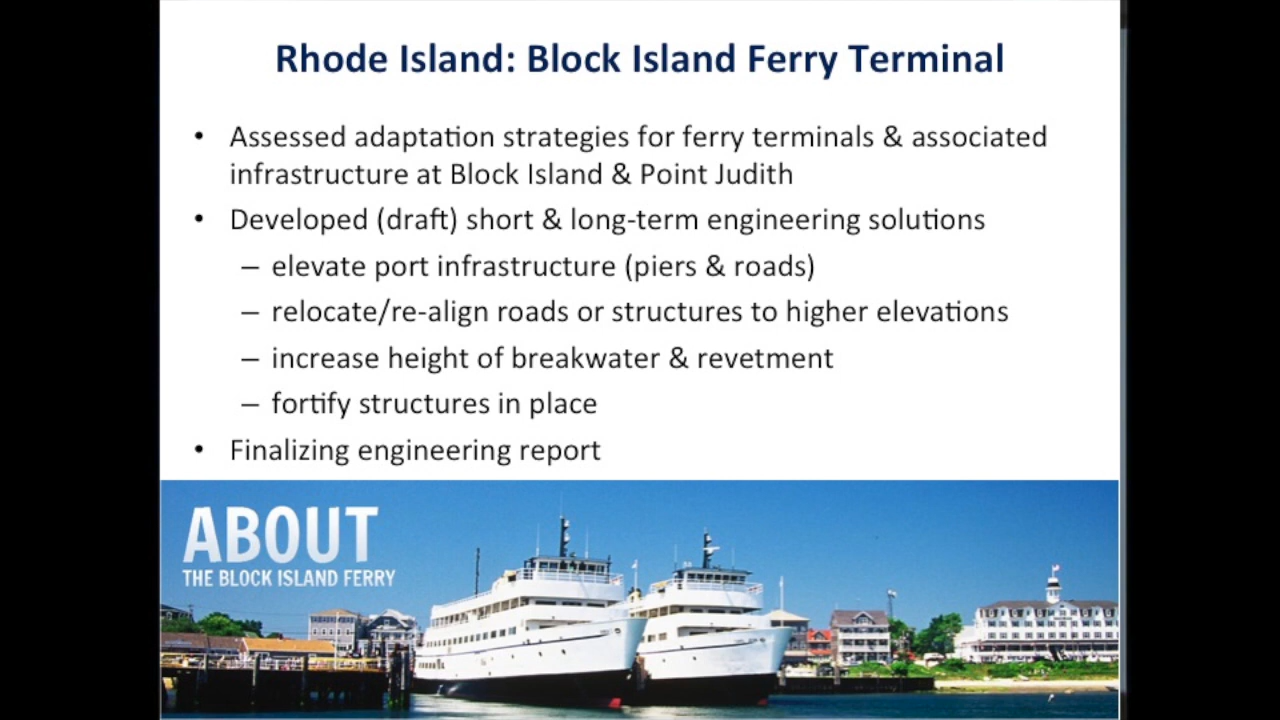 Rhode Island: Block Island Ferry Terminal
• Assessed adaptation strategies for ferry terminals & associated
infrastructure at Block Island & Point Judith
• Developed (draft) short & long-term engineering solutions
– elevate port infrastructure (piers & roads)
– relocate/re-align roads or structures to higher elevations
– increase height of breakwater & revetment
– fortify structures in place
• Finalizing engineering report
ABOUT
THE BLOCK ISLAND FERRY